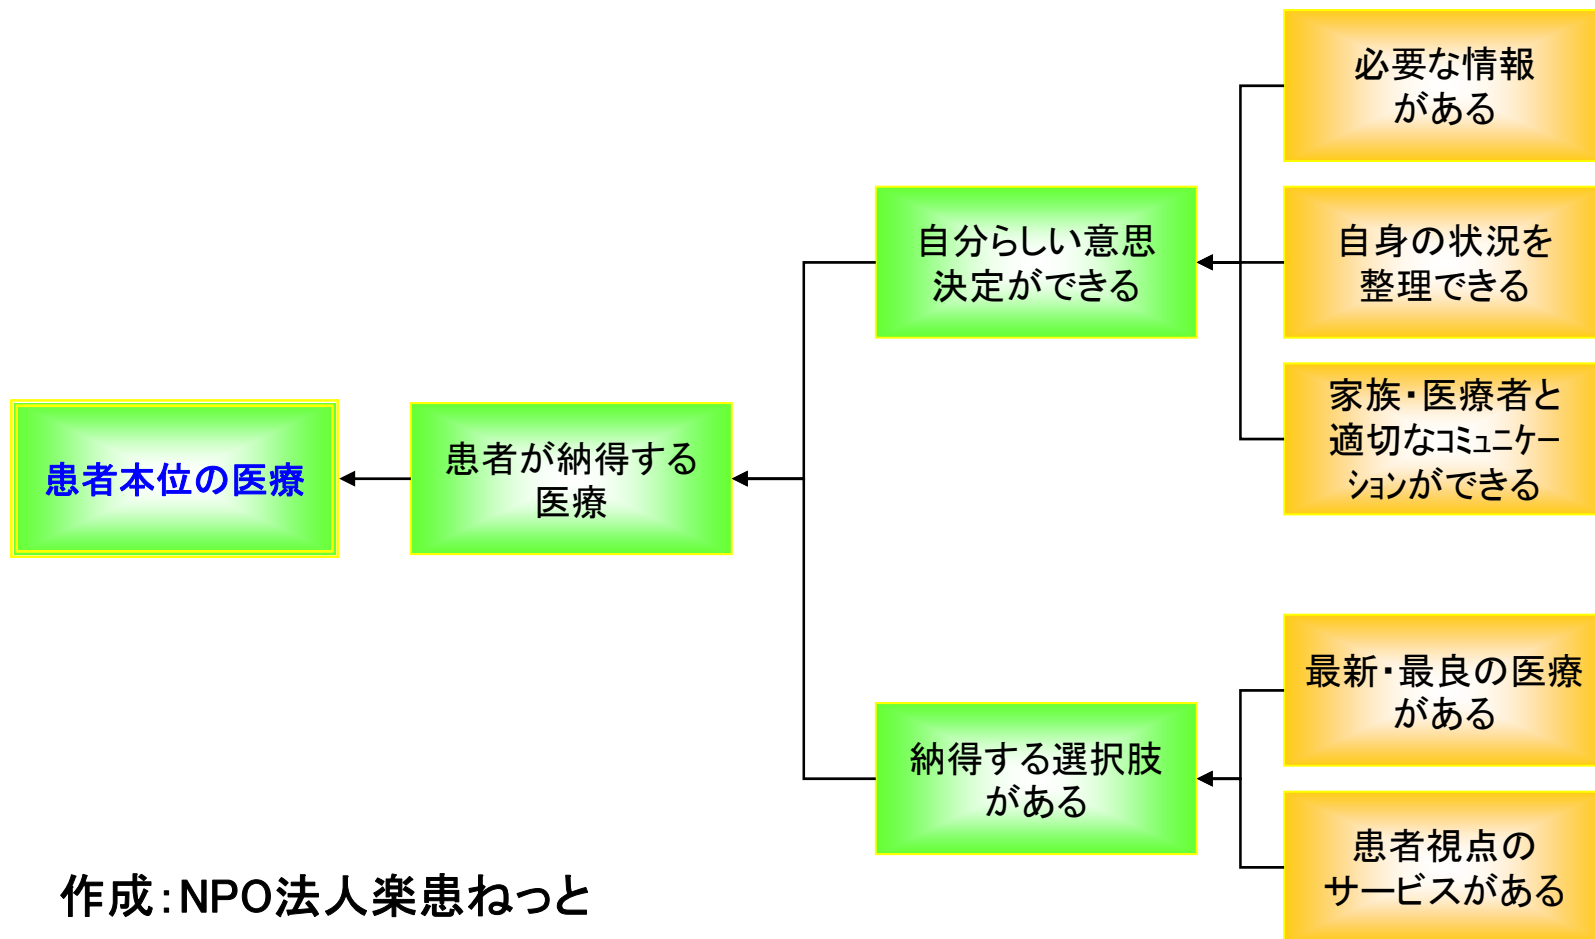 必要な情報
がある
自分らしい意思
決定ができる
自身の状況を
整理できる
家族・医療者と
適切なｺﾐｭﾆｹｰ
ｼｮﾝができる
患者本位の医療
患者が納得する
医療
最新・最良の医療
がある
納得する選択肢
がある
患者視点の
サービスがある
作成：NPO法人楽患ねっと